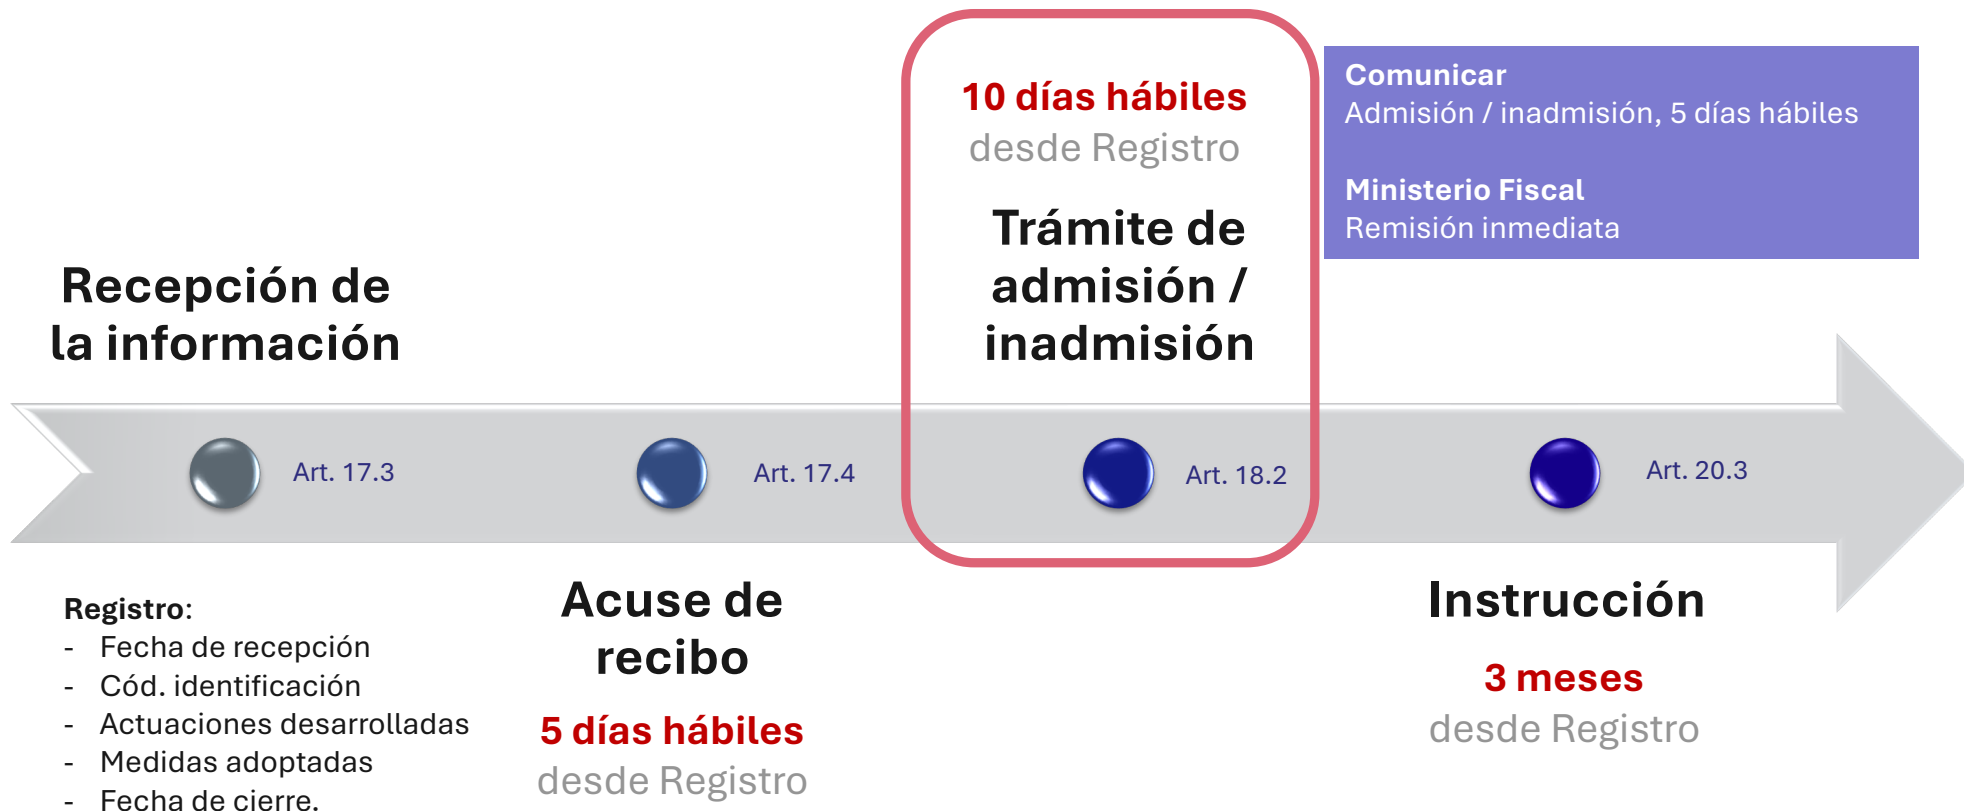 10 días hábiles
desde Registro
Comunicar
Admisión / inadmisión, 5 días hábiles
Ministerio Fiscal
Remisión inmediata
Trámite de
admisión /
inadmisión
Recepción de
la información
Art. 17.3
Art. 17.4
Art. 18.2
Art. 20.3
Registro:
- Fecha de recepción
- Cód. identificación
- Actuaciones desarrolladas
- Medidas adoptadas
- Fecha de cierre.
Acuse de
recibo
5 días hábiles
desde Registro
Instrucción
3 meses
desde Registro